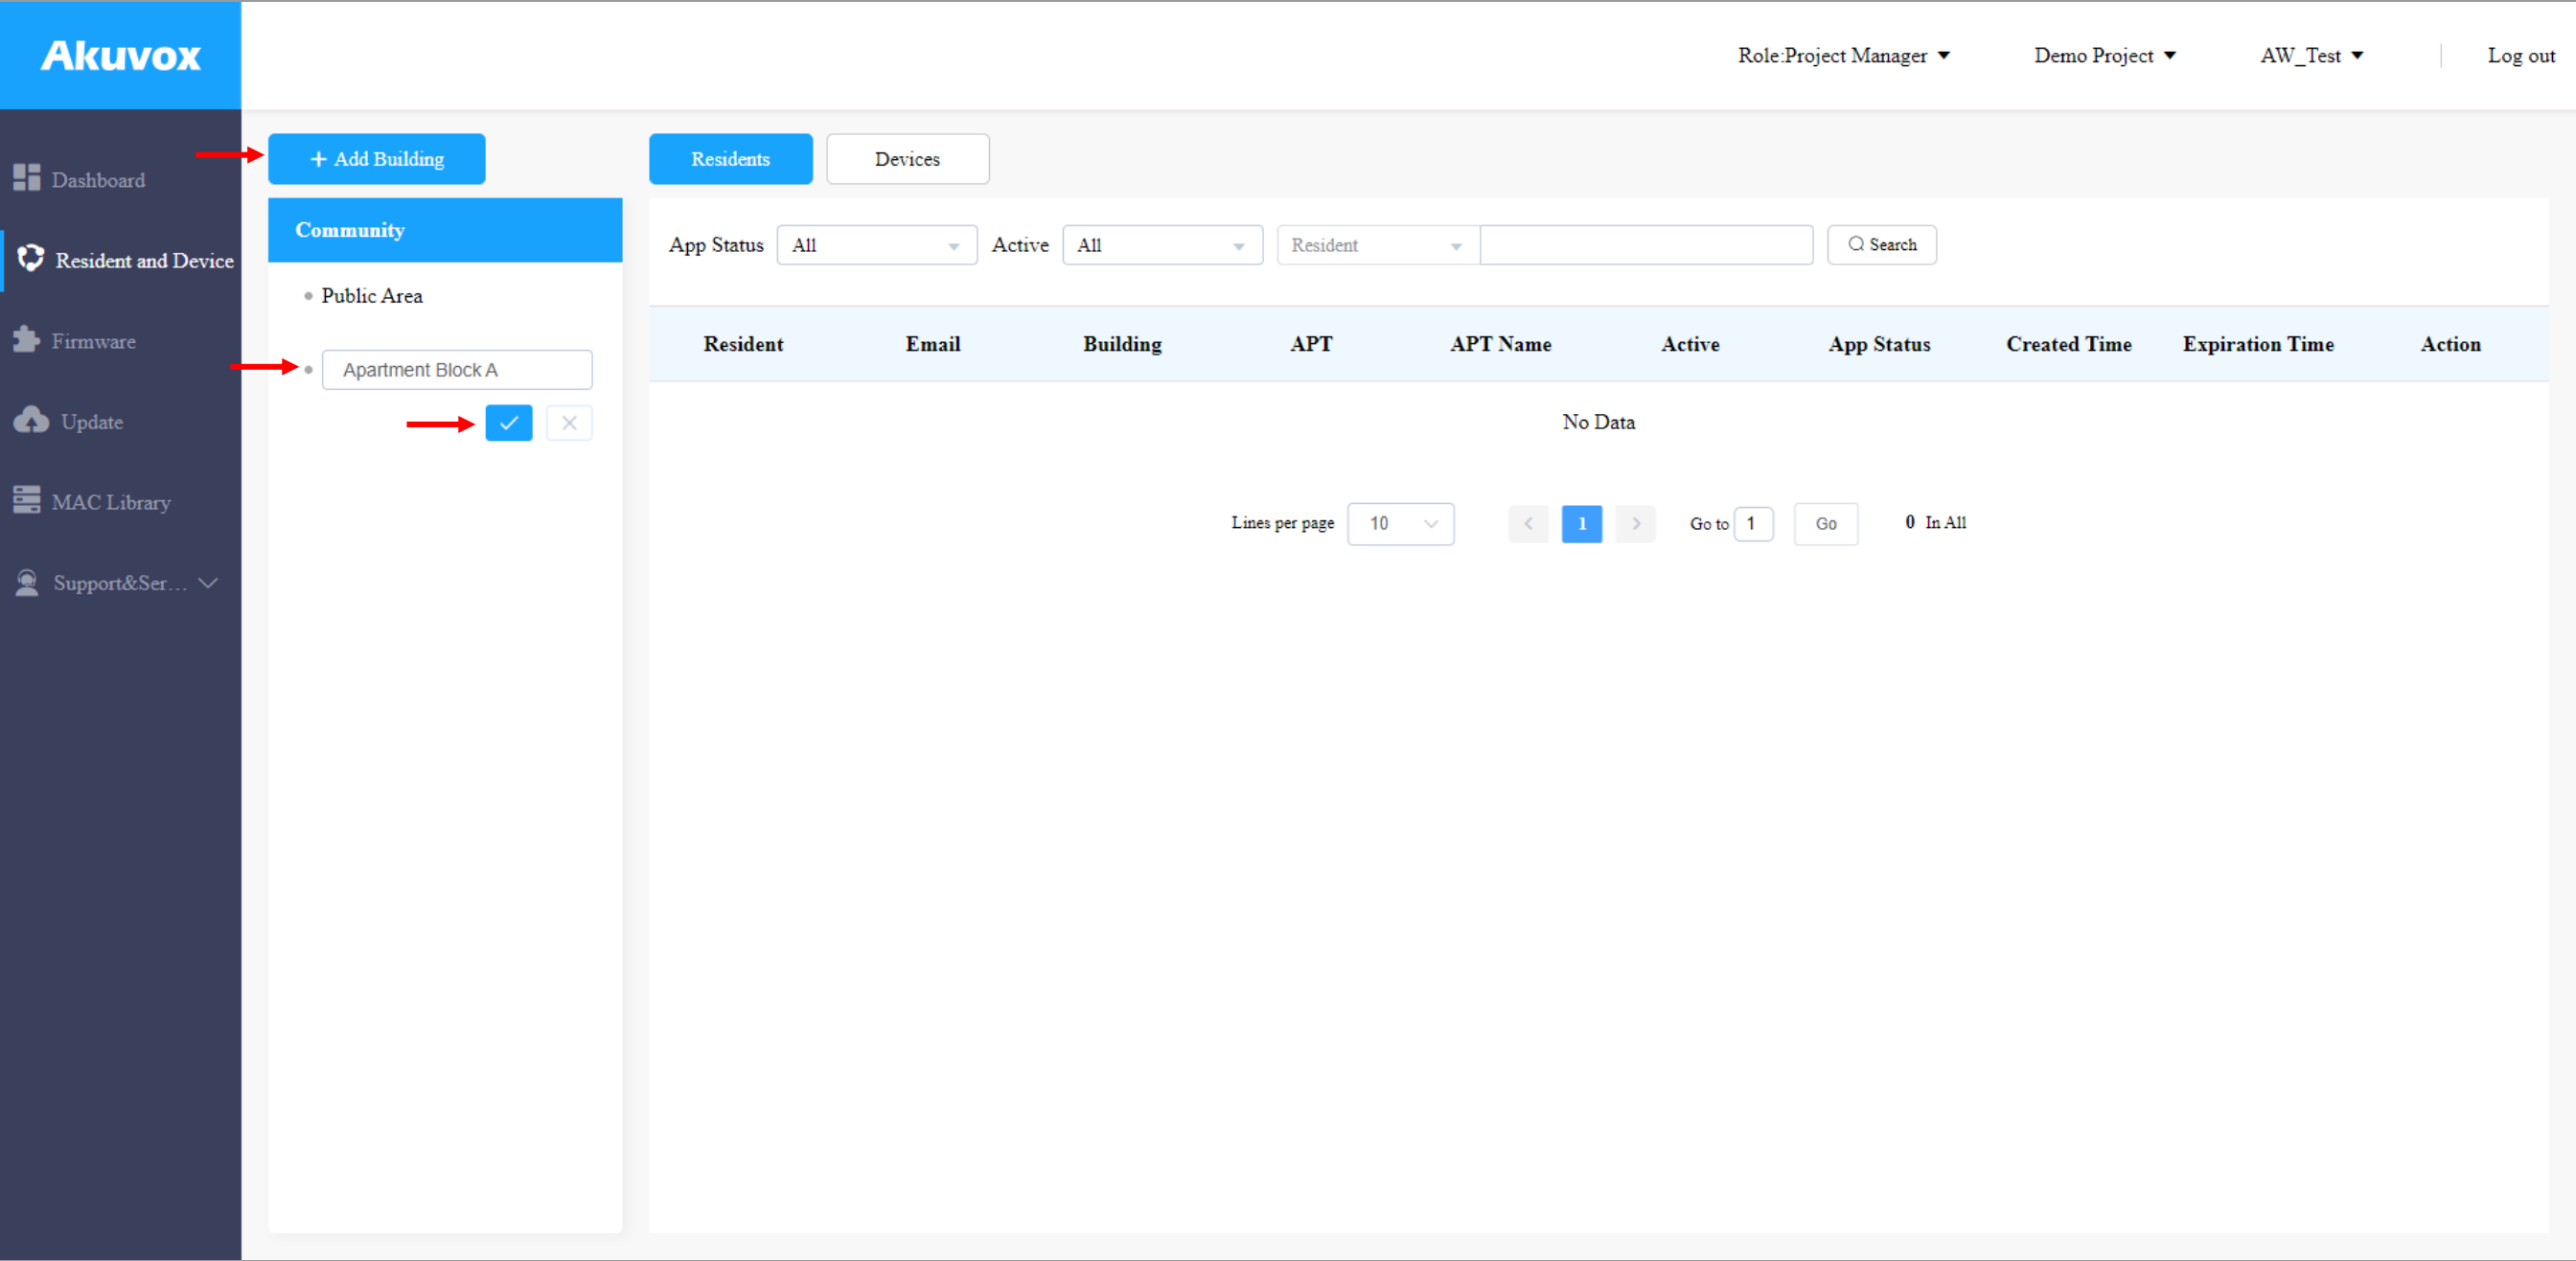 Akuvox
Role:Project Manager
Demo Project
AW_Test
Log out
Dashboard
Resident and Device
Firmware
Update
MAC Library
Support&Ser...
+ Add Building
Community
Public Area
Apartment Block A
Residents
Devices
App Status All Active All Resident Search
Resident Email Building APT APT Name Active App Status Created Time Expiration Time Action
No Data
Lines per page 10 < 1 > Go to 1 Go 0 In All